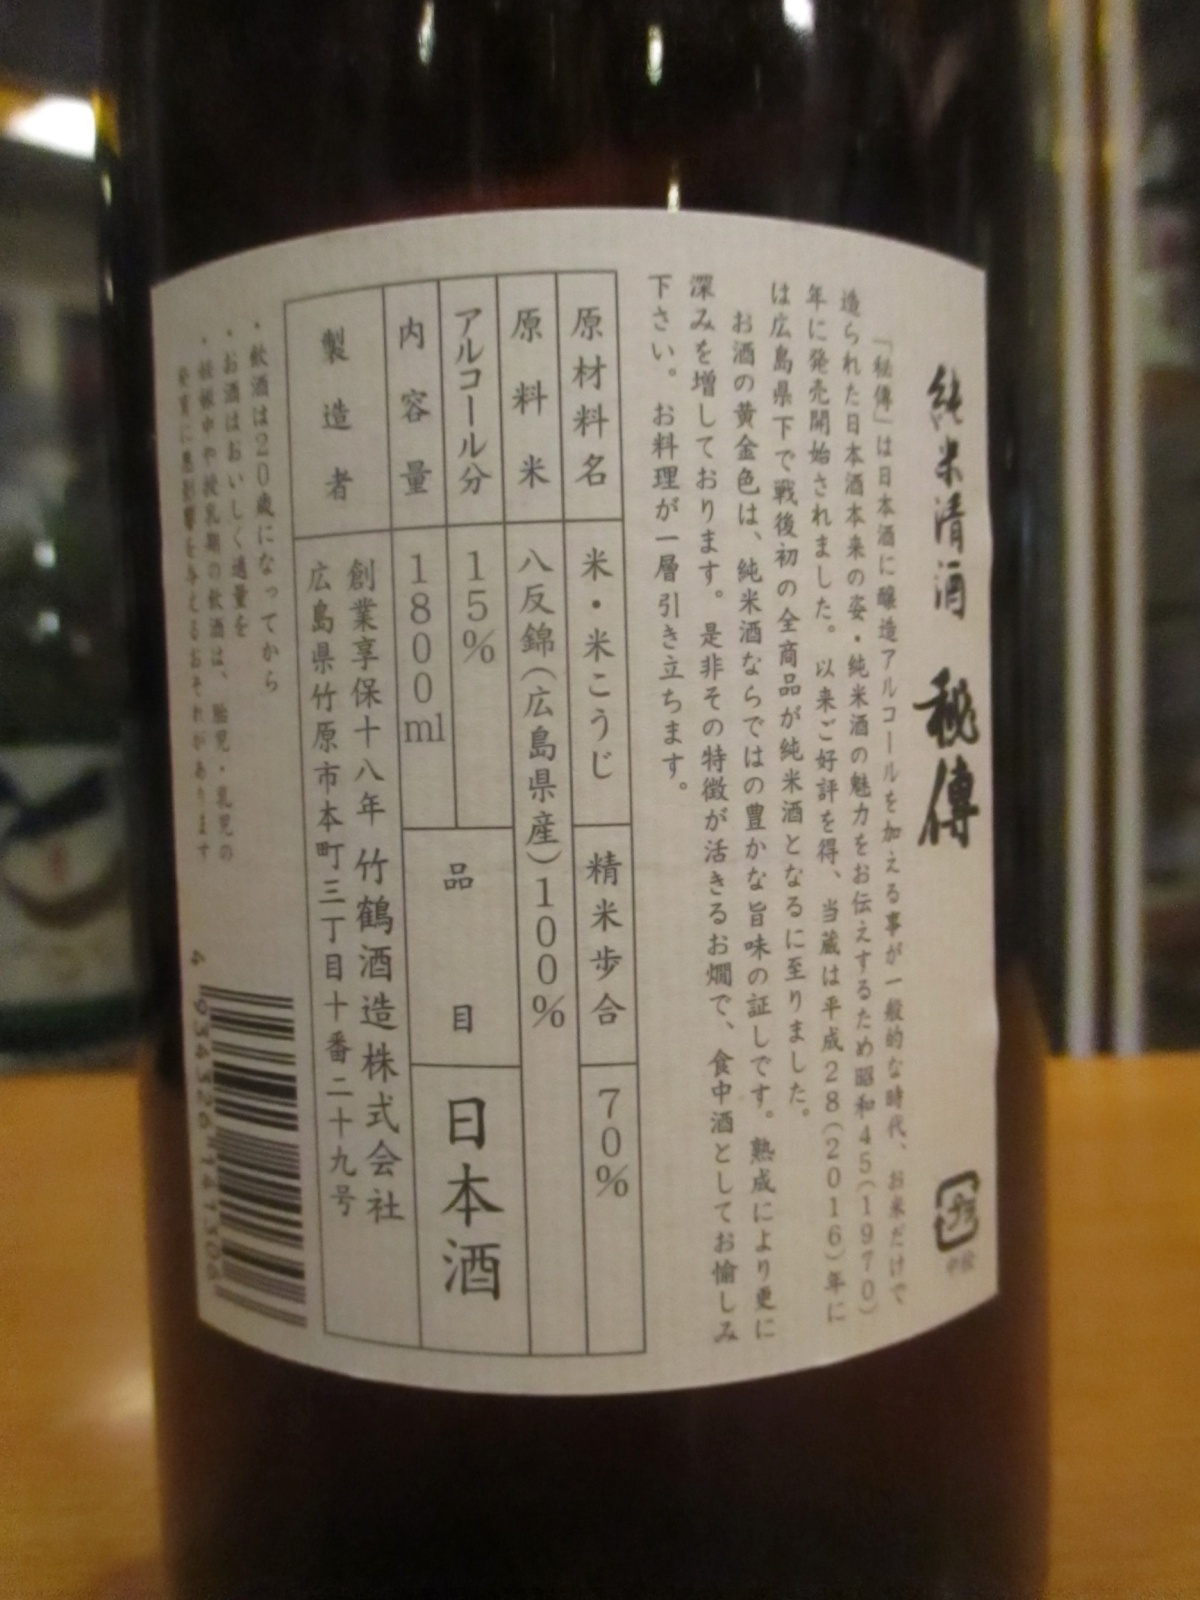 純米清酒 秘傳
「秘傳」は日本酒に醸造アルコールを加える事が一般的な時代、お米だけで
造られた日本酒本来の姿・純米酒の魅力をお伝えするため昭和45(1970)
年に発売開始されました。以来ご好評を得、当蔵は平成28(2016)年に
は広島県下で戦後初の全商品が純米酒となるに至りました。
お酒の黄金色は、純米酒ならではの豊かな旨味の証しです。熟成により更に
深みを増しております。是非その特徴が活きるお燗で、食中酒としてお愉しみ
下さい。お料理が一層引き立ちます。
原材料名 米・米こうじ 精米歩合 70%
原料米 八反錦(広島県産)100%
アルコール分 15%
内容量 1800ml
品目 日本酒
製造者 創業享保十八年 竹鶴酒造株式会社
広島県竹原市本町三丁目十番二十九号
・飲酒は20歳になってから
・お酒はおいしく適量を
・妊娠中や授乳期の飲酒は、胎児・乳児の
発育に悪影響を与えるおそれがあります